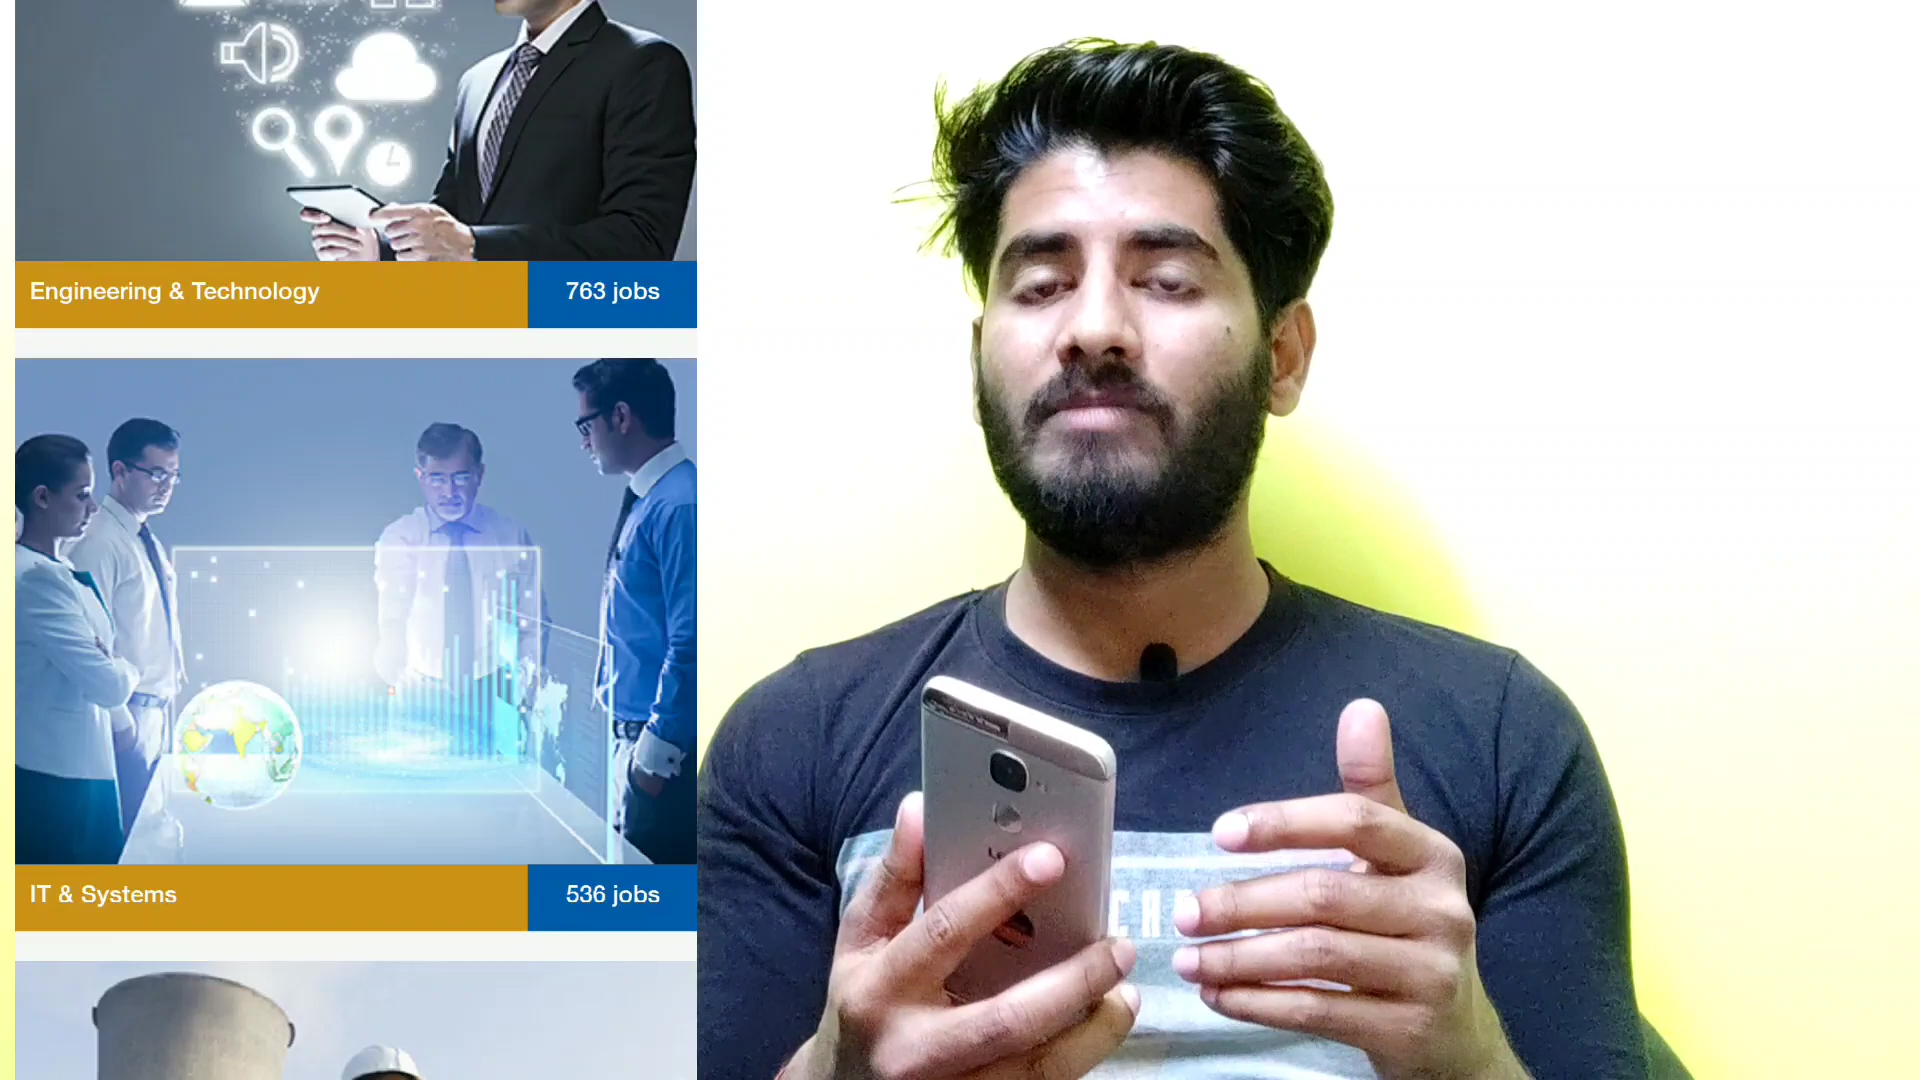 Engineering & Technology
763 jobs
IT & Systems
536 jobs